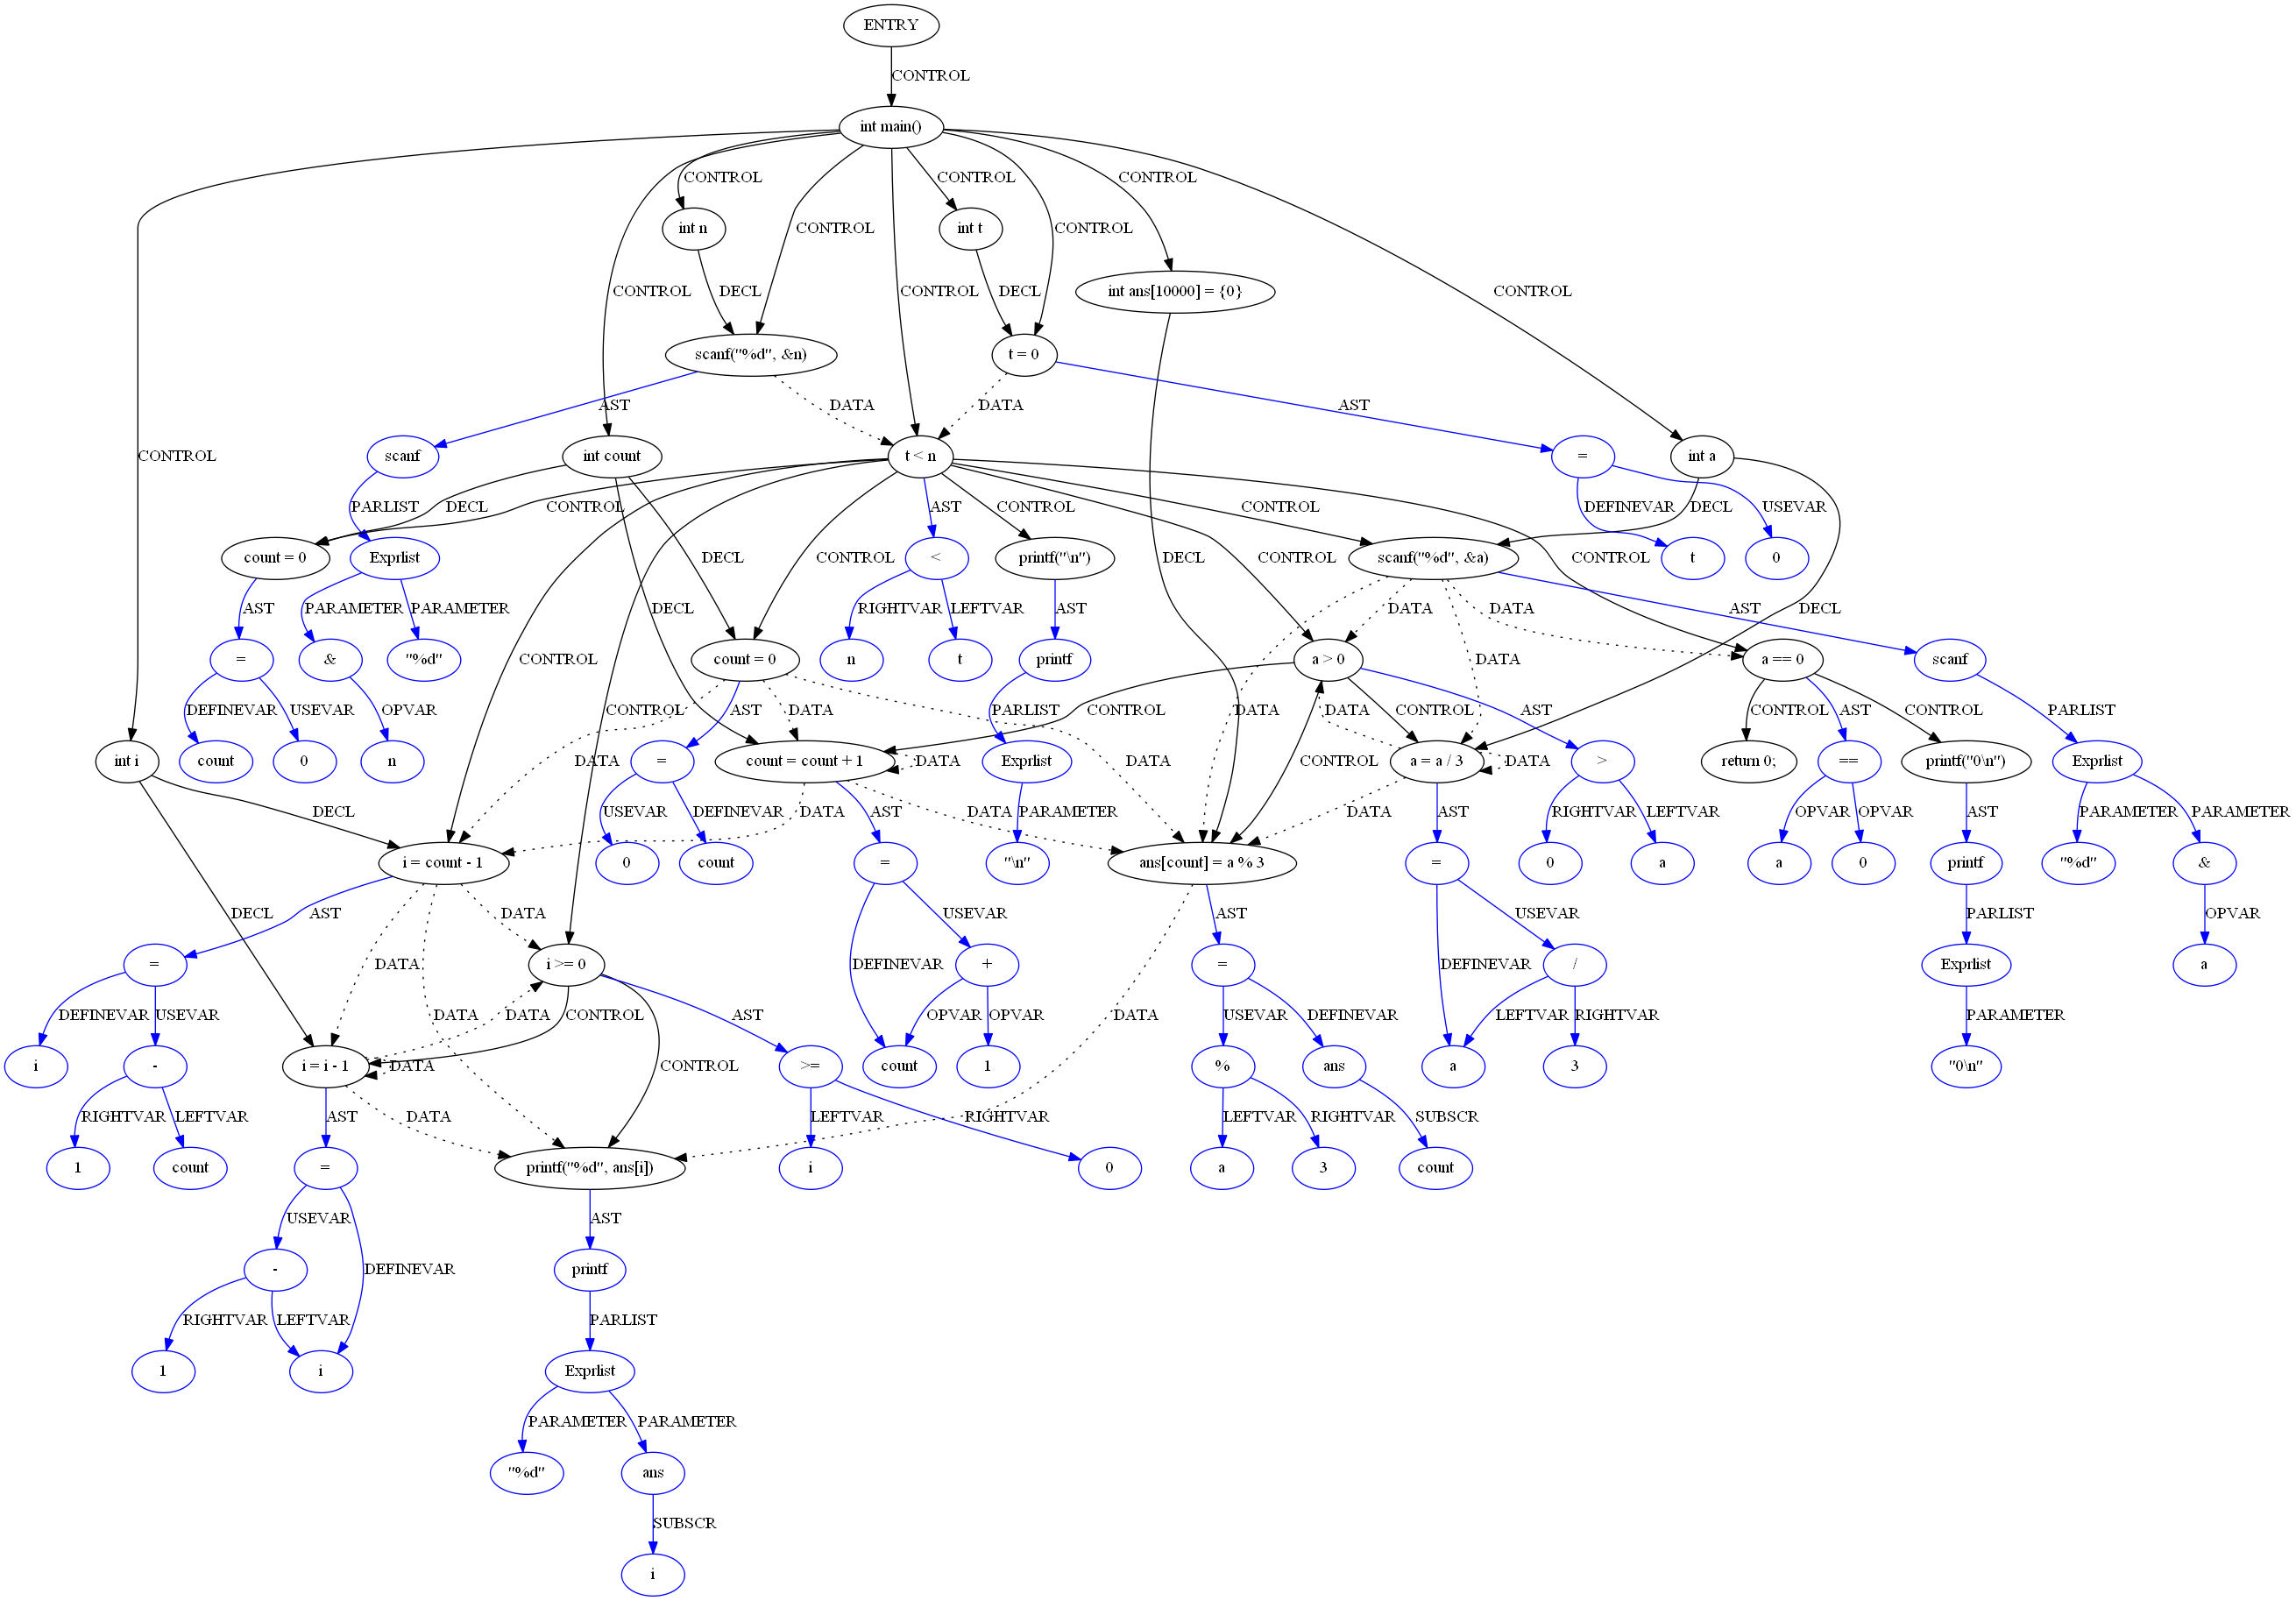 ENTRY
CONTROL
int main()
CONTROL
CONTROL
CONTROL
int n
int t
CONTROL
CONTROL
CONTROL
DECL
CONTROL
DECL
int ans[10000] = {0}
CONTROL
scanf("%d", &n)
t = 0
AST
DATA
DATA
AST
CONTROL
scanf
int count
t < n
=
int a
PARLIST
DECL
CONTROL
AST
CONTROL
CONTROL
DEFINEVAR
USEVAR
DECL
count = 0
Exprlist
DECL
CONTROL
<
printf("\n")
CONTROL
DECL
scanf("%d", &a)
CONTROL
t
0
AST
PARAMETER
PARAMETER
DECL
RIGHTVAR
LEFTVAR
AST
DATA
DATA
AST
DECL
=
&
"%d"
CONTROL
count = 0
n
t
printf
DATA
a > 0
DATA
a == 0
scanf
DEFINEVAR
USEVAR
OPVAR
CONTROL
DATA
AST
CONTROL
PARLIST
DATA
CONTROL
AST
CONTROL
AST
CONTROL
PARLIST
int i
count
0
n
DATA
=
count = count + 1
DATA
Exprlist
DATA
CONTROL
a = a / 3
DATA
>
return 0;
==
printf("0\n")
Exprlist
DECL
USEVAR
DEFINEVAR
DATA
AST
DATA
PARAMETER
DATA
AST
RIGHTVAR
LEFTVAR
OPVAR
OPVAR
AST
PARAMETER
PARAMETER
i = count - 1
0
count
=
"\n"
ans[count] = a % 3
=
0
a
a
0
printf
"%d"
&
AST
DECL
DATA
USEVAR
AST
USEVAR
PARLIST
OPVAR
=
DATA
i >= 0
DEFINEVAR
+
=
DEFINEVAR
/
Exprlist
a
DEFINEVAR
USEVAR
DATA
DATA
CONTROL
AST
OPVAR
OPVAR
DATA
USEVAR
DEFINEVAR
LEFTVAR
RIGHTVAR
PARAMETER
i
-
i = i - 1
DATA
CONTROL
>=
count
1
%
ans
a
3
"0\n"
RIGHTVAR
LEFTVAR
AST
DATA
LEFTVAR
RIGHTVAR
LEFTVAR
RIGHTVAR
SUBSCR
1
count
=
printf("%d", ans[i])
i
0
a
3
count
USEVAR
AST
-
DEFINEVAR
printf
RIGHTVAR
LEFTVAR
PARLIST
1
i
Exprlist
PARAMETER
PARAMETER
"%d"
ans
SUBSCR
i